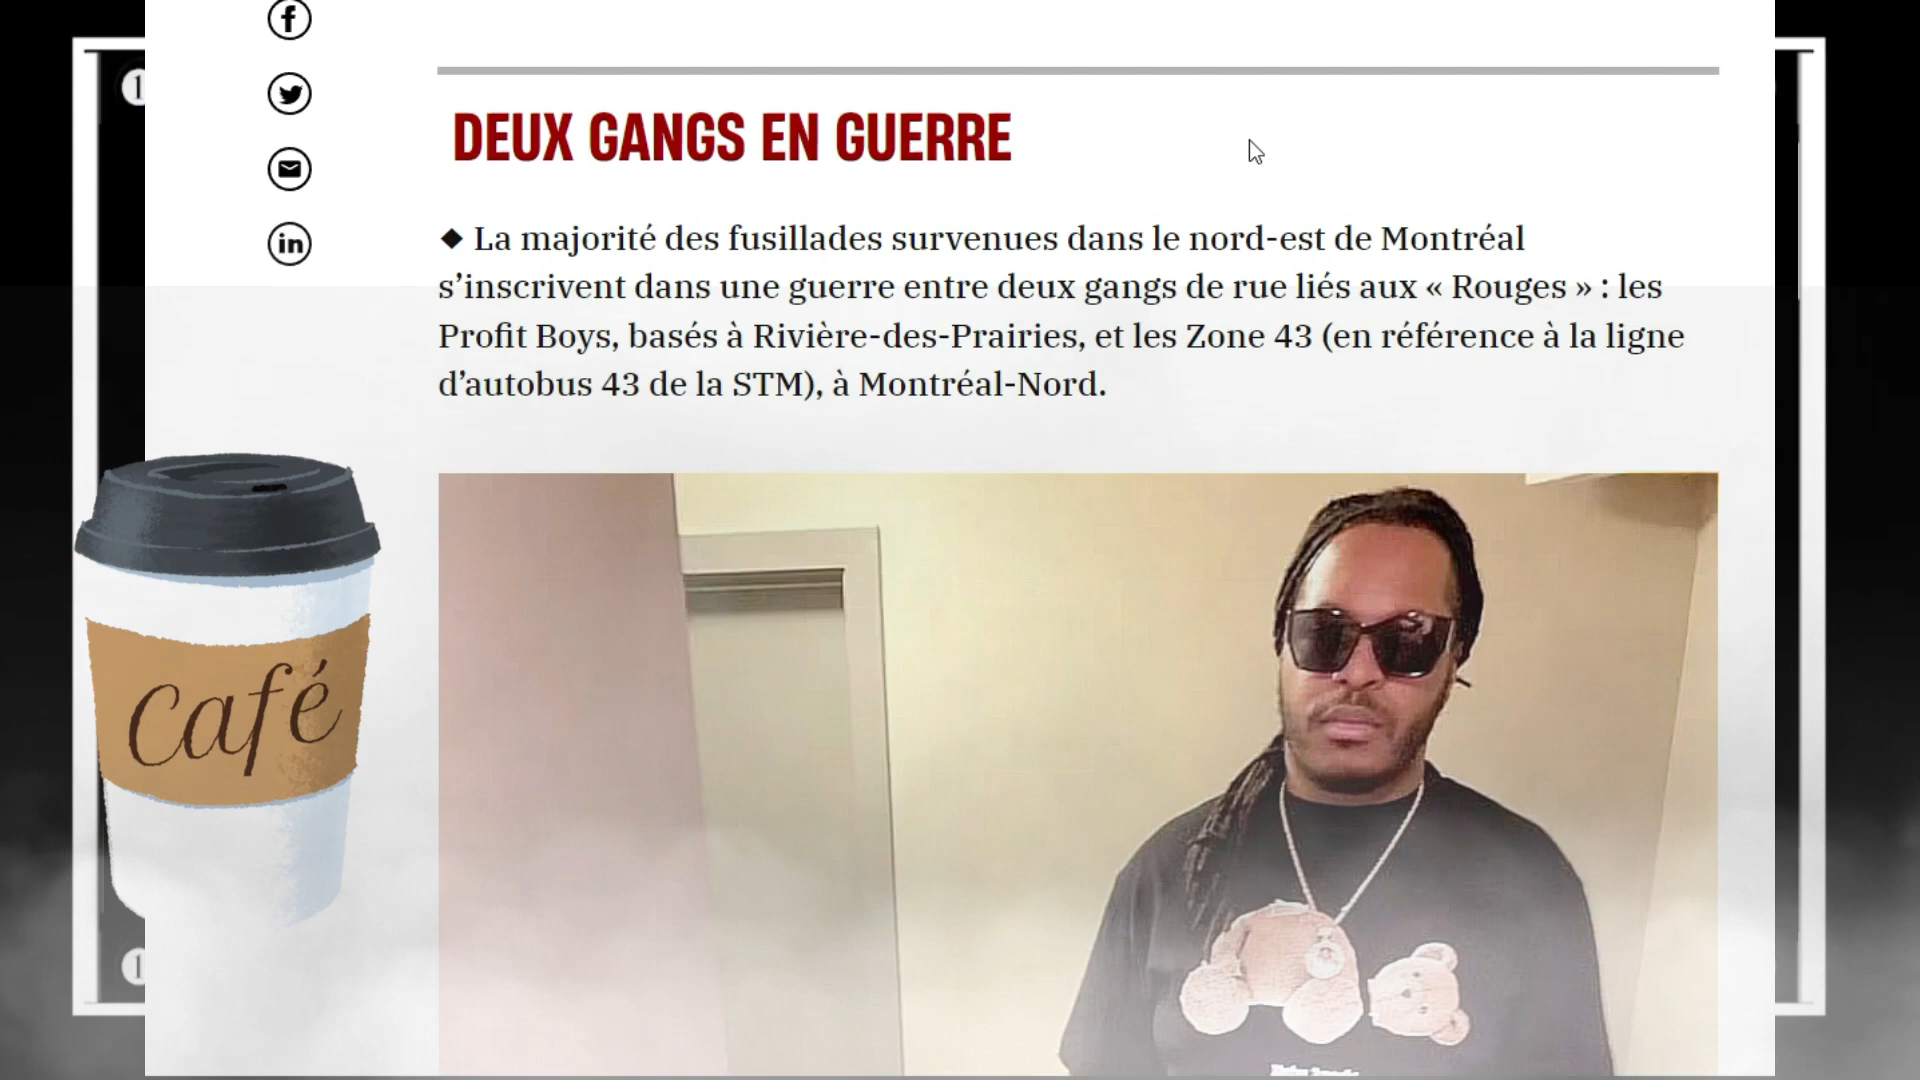 DEUX GANGS EN GUERRE
◆ La majorité des fusillades survenues dans le nord-est de Montréal
s’inscrivent dans une guerre entre deux gangs de rue liés aux « Rouges » : les
Profit Boys, basés à Rivière-des-Prairies, et les Zone 43 (en référence à la ligne
d’autobus 43 de la STM), à Montréal-Nord.
Café